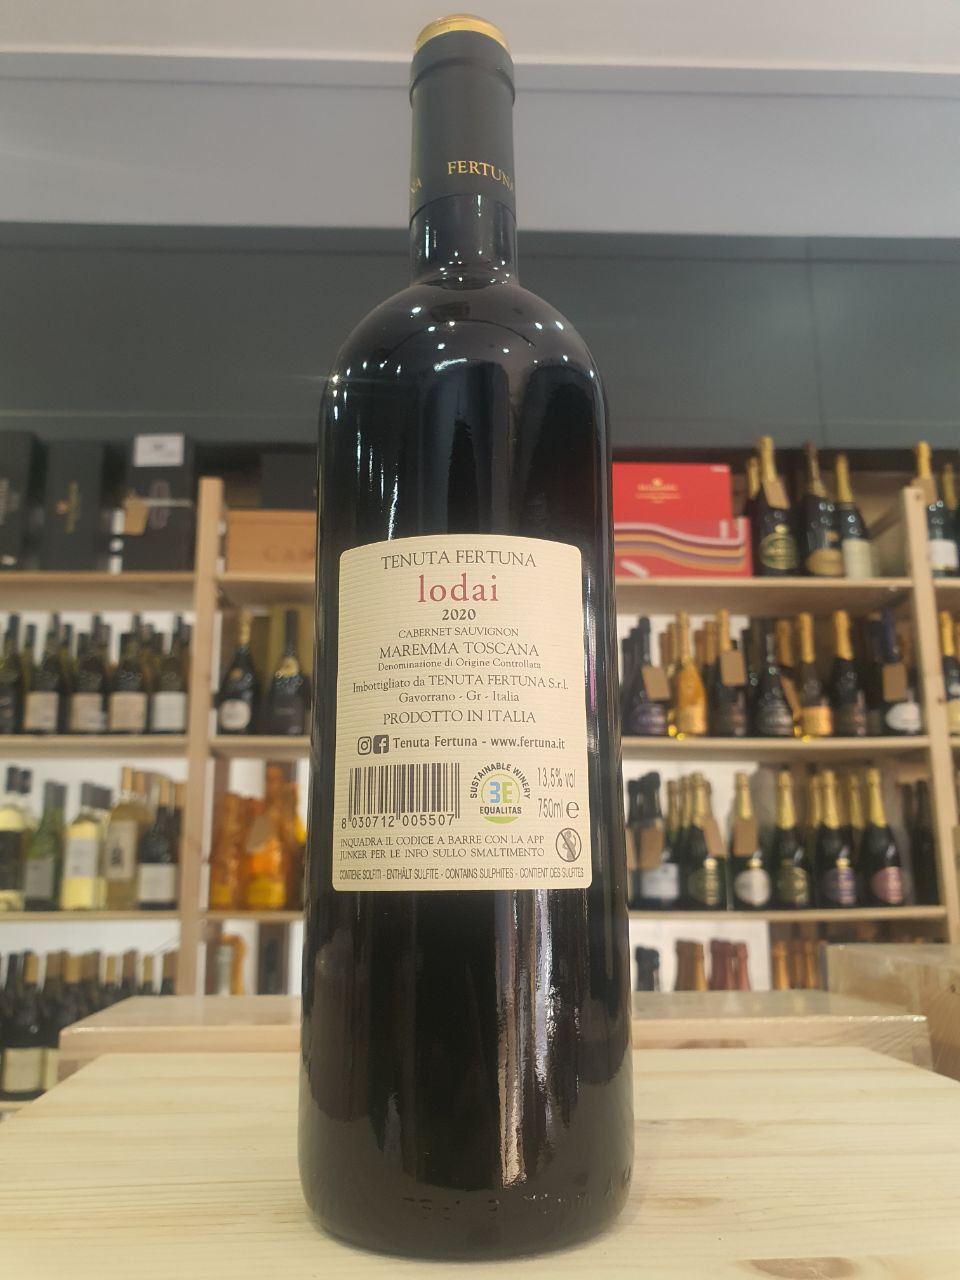 FERTUNA
TENUTA FERTUNA
lodai
2020
CABERNET SAUVIGNON
MAREMMA TOSCANA
Denominazione di Origine Controllata
Imbottigliato da TENUTA FERTUNA S.r.l.
Gavorrano - Gr - Italia
PRODOTTO IN ITALIA
Tenuta Fertuna - www.fertuna.it
SUSTAINABLE WINERY
3E
EQUALITAS
13,5% vol
750ml e
8 030712 005507
INQUADRA IL CODICE A BARRE CON LA APP
JUNKER PER LE INFO SULLO SMALTIMENTO
CONTIENE SOLFITI - ENTHÄLT SULFITE - CONTAINS SULPHITES - CONTIENT DES SULFITES